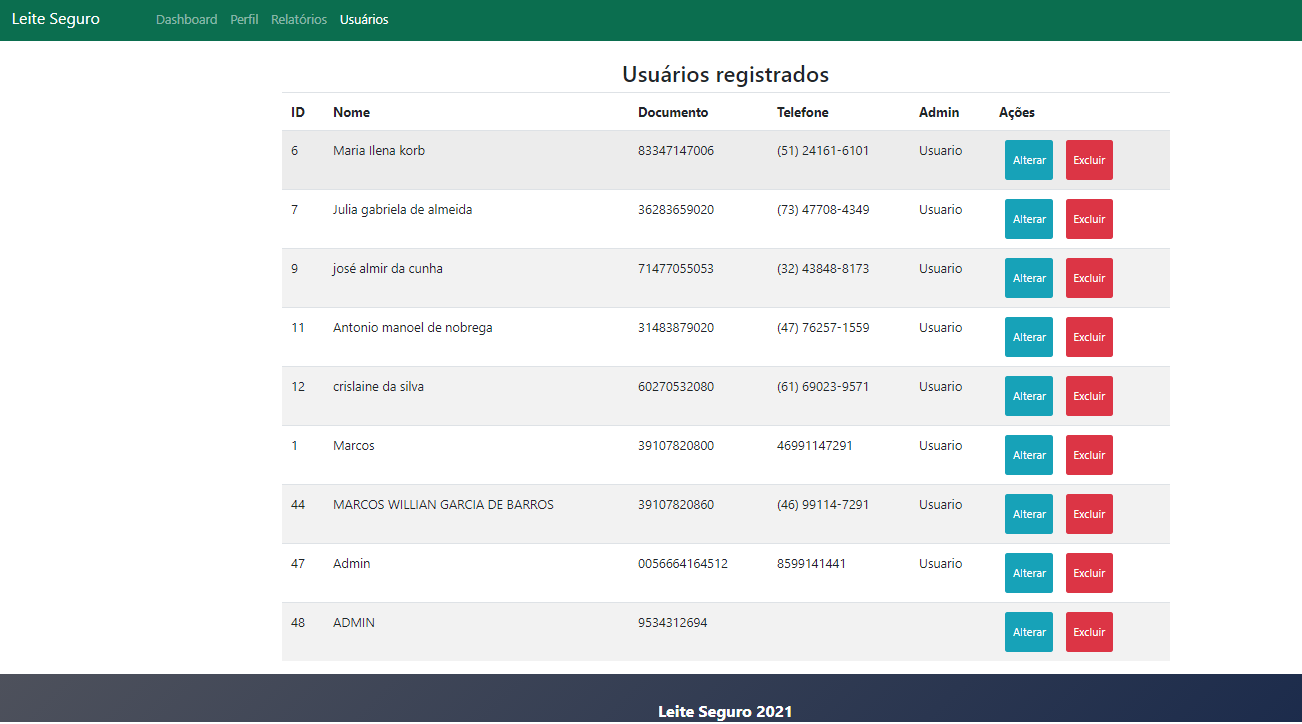 Leite Seguro Dashboard Perfil Relatórios Usuários
Usuários registrados
ID Nome Documento Telefone Admin Ações
6 Maria Ilena korb 83347147006 (51) 24161-6101 Usuario Alterar Excluir
7 Julia gabriela de almeida 36283659020 (73) 47708-4349 Usuario Alterar Excluir
9 josé almir da cunha 71477055053 (32) 43848-8173 Usuario Alterar Excluir
11 Antonio manoel de nobrega 31483879020 (47) 76257-1559 Usuario Alterar Excluir
12 crislaine da silva 60270532080 (61) 69023-9571 Usuario Alterar Excluir
1 Marcos 39107820800 46991147291 Usuario Alterar Excluir
44 MARCOS WILLIAN GARCIA DE BARROS 39107820860 (46) 99114-7291 Usuario Alterar Excluir
47 Admin 0056664164512 8599141441 Usuario Alterar Excluir
48 ADMIN 9534312694 Alterar Excluir
Leite Seguro 2021